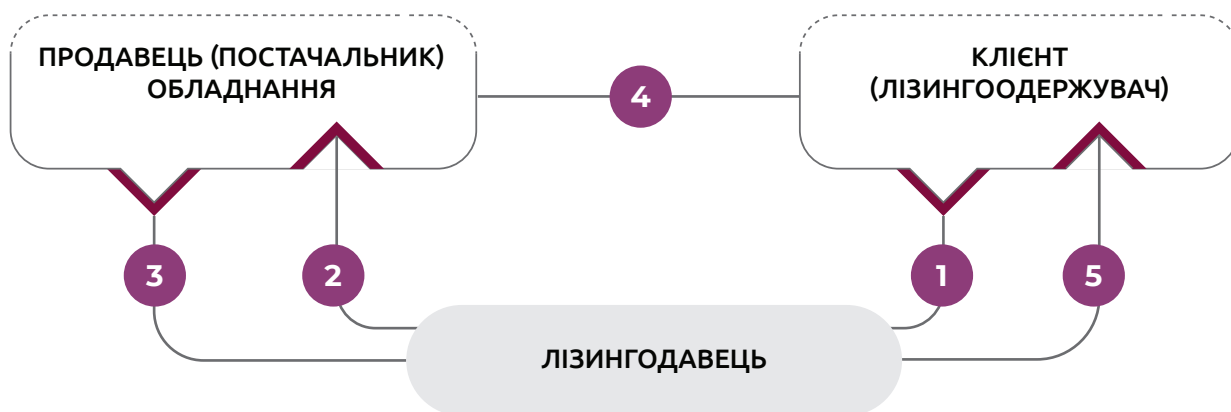 ПРОДАВЕЦЬ (ПОСТАЧАЛЬНИК)
ОБЛАДНАННЯ
4
КЛІЄНТ
(ЛІЗИНГООДЕРЖУВАЧ)
3
2
1
5
ЛІЗИНГОДАВЕЦЬ